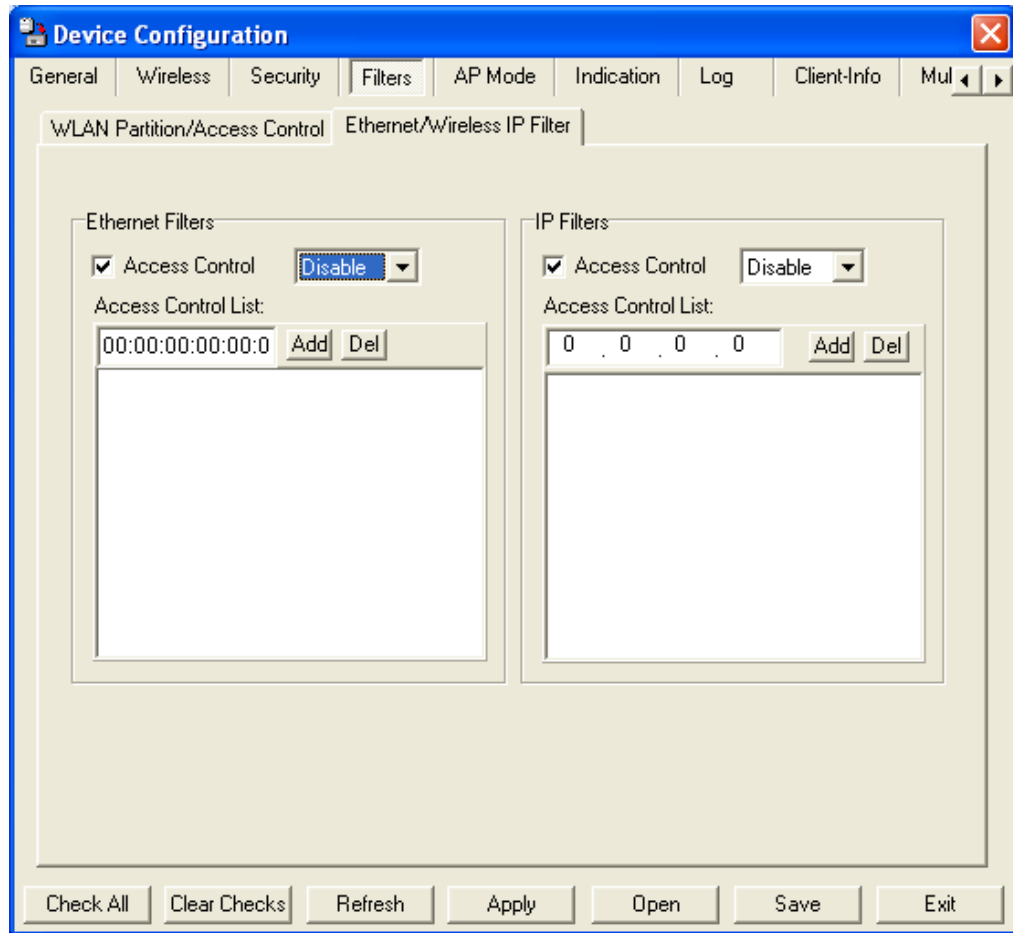 Device Configuration
General Wireless Security Filters AP Mode Indication Log Client-Info Mul
WLAN Partition/Access Control Ethernet/Wireless IP Filter
Ethernet Filters
Access Control Disable
Access Control List:
00:00:00:00:00:0 Add Del
IP Filters
Access Control Disable
Access Control List:
0 . 0 . 0 . 0 Add Del
Check All Clear Checks Refresh Apply Open Save Exit